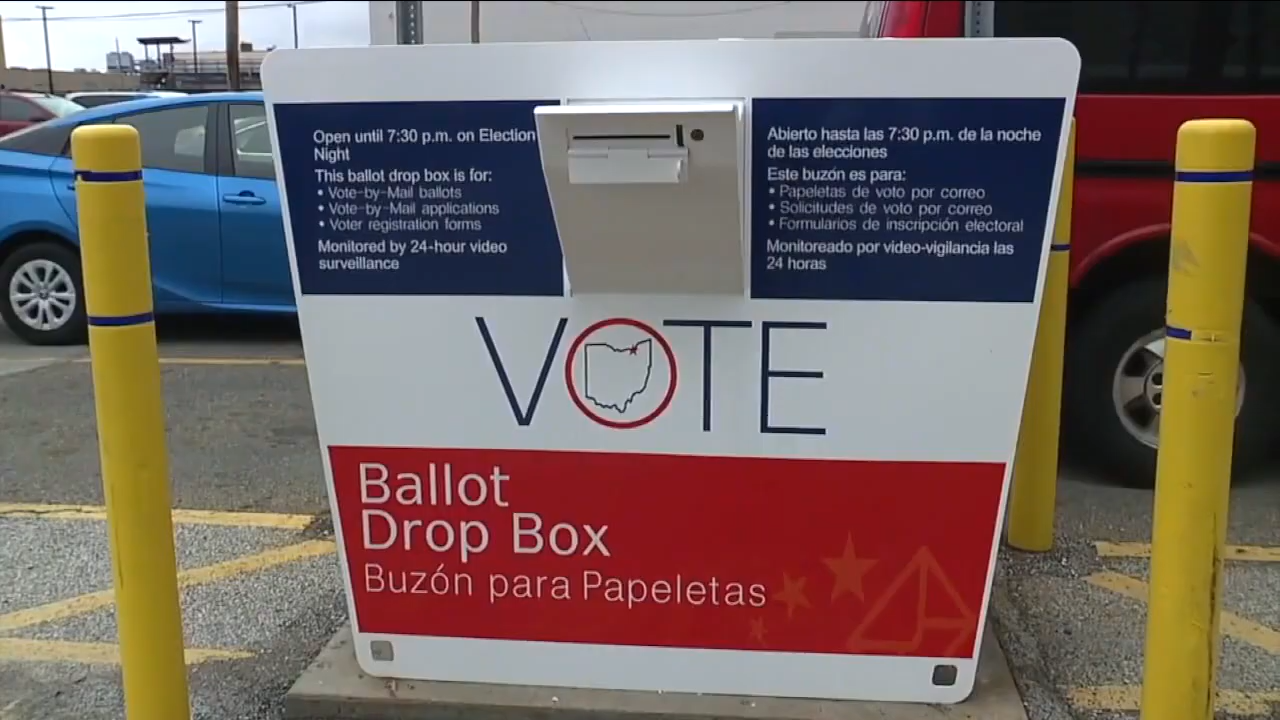 Open until 7:30 p.m. on Election
Night
This ballot drop box is for:
• Vote-by-Mail ballots
• Vote-by-Mail applications
• Voter registration forms
Monitored by 24-hour video
surveillance
Abierto hasta las 7:30 p.m. de la noche
de las elecciones
Este buzón es para:
• Papeletas de voto por correo
• Solicitudes de voto por correo
• Formularios de inscripción electoral
Monitoreado por video-vigilancia las
24 horas
VOTE
Ballot
Drop Box
Buzón para Papeletas